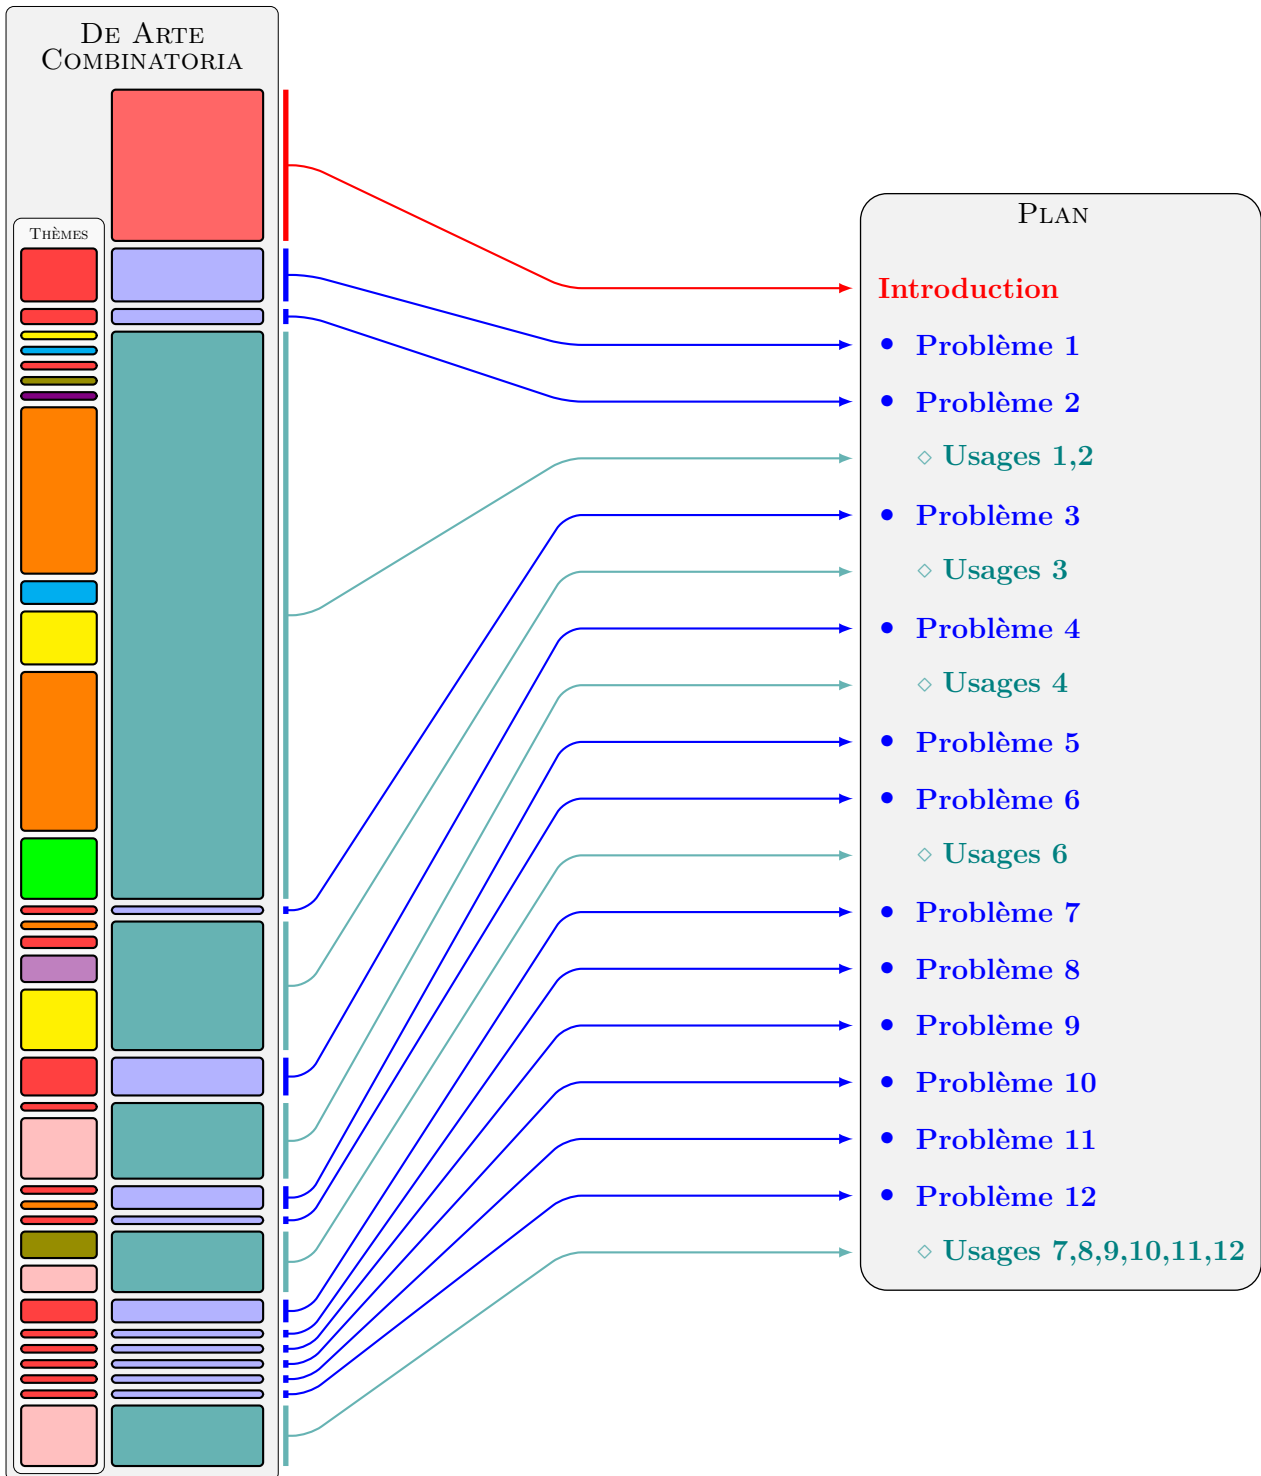 De Arte
Combinatoria
Thèmes
Plan
Introduction
• Problème 1
• Problème 2
⋄ Usages 1,2
• Problème 3
⋄ Usages 3
• Problème 4
⋄ Usages 4
• Problème 5
• Problème 6
⋄ Usages 6
• Problème 7
• Problème 8
• Problème 9
• Problème 10
• Problème 11
• Problème 12
⋄ Usages 7,8,9,10,11,12